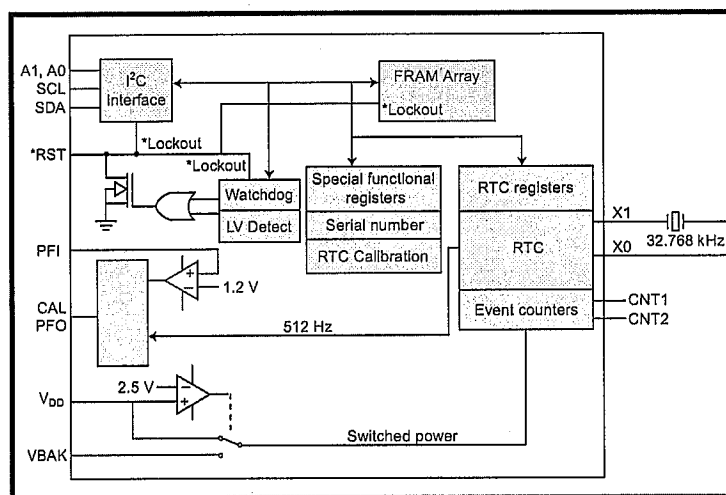 A1, A0
SCL
SDA
I²C
Interface
FRAM Array
*Lockout
*Lockout
*RST
*Lockout
Watchdog
LV Detect
Special functional
registers
Serial number
RTC Calibration
RTC registers
RTC
Event counters
X1
X0
32.768 kHz
CNT1
CNT2
PFI
+
−
1.2 V
CAL
PFO
512 Hz
2.5 V
−
+
VDD
Switched power
VBAK